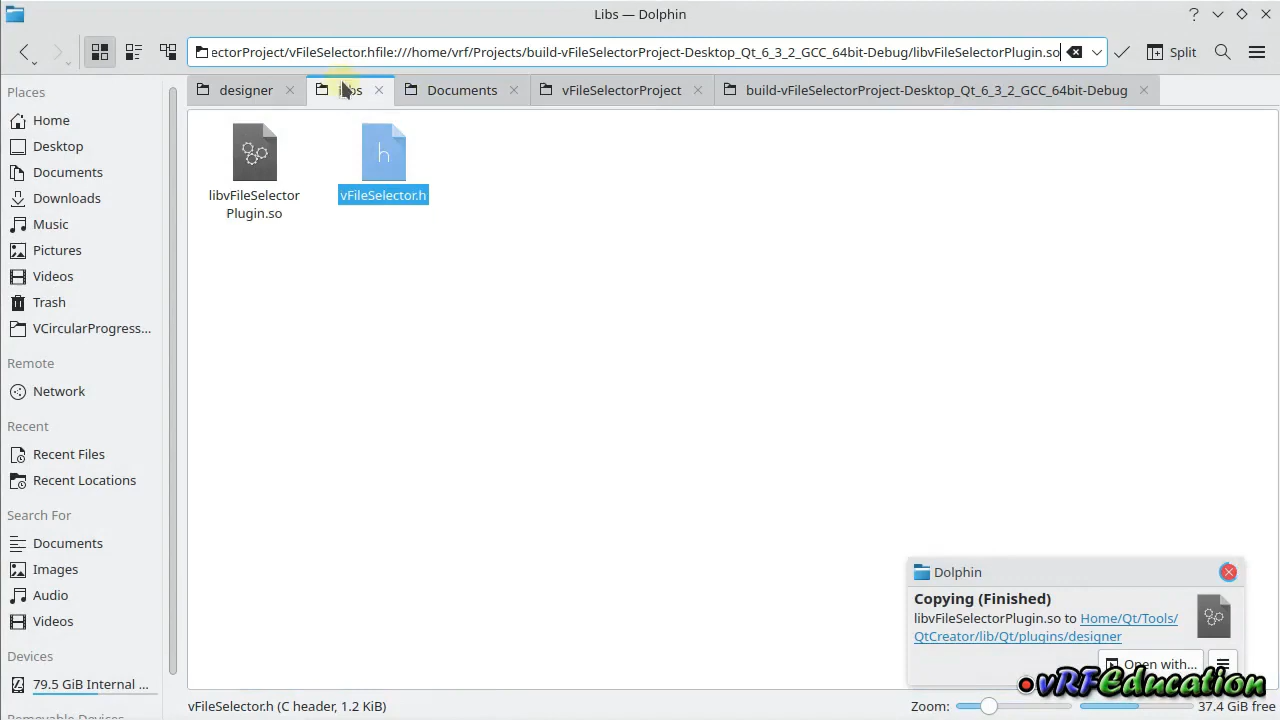 Libs — Dolphin
ectorProject/vFileSelector.hfile:///home/vrf/Projects/build-vFileSelectorProject-Desktop_Qt_6_3_2_GCC_64bit-Debug/libvFileSelectorPlugin.so
Split
designer
Libs
Documents
vFileSelectorProject
build-vFileSelectorProject-Desktop_Qt_6_3_2_GCC_64bit-Debug
Places
Home
Desktop
Documents
Downloads
Music
Pictures
Videos
Trash
VCircularProgress...
Remote
Network
Recent
Recent Files
Recent Locations
Search For
Documents
Images
Audio
Videos
Devices
79.5 GiB Internal ...
Removable Devices
h
libvFileSelector
Plugin.so
vFileSelector.h
Dolphin
Copying (Finished)
libvFileSelectorPlugin.so to Home/Qt/Tools/
QtCreator/lib/Qt/plugins/designer
Open with...
vRFEducation
vFileSelector.h (C header, 1.2 KiB)
Zoom:
37.4 GiB free